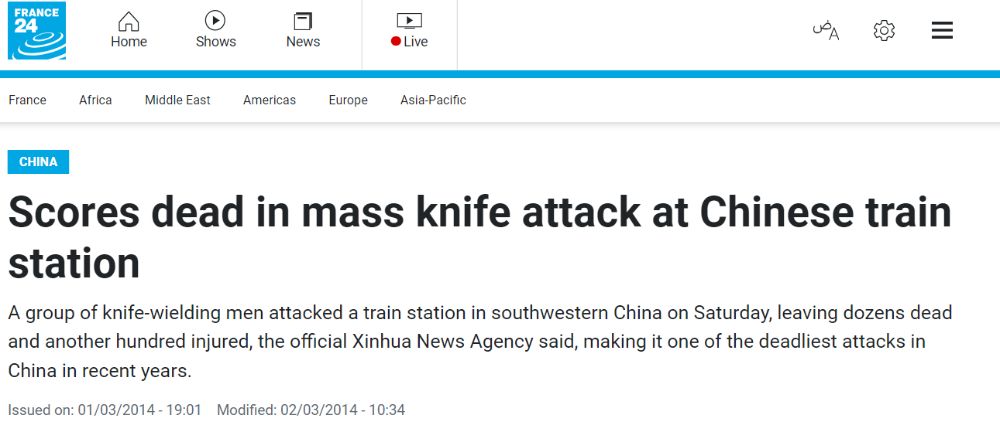 FRANCE
24
Home
Shows
News
Live
ض A
France
Africa
Middle East
Americas
Europe
Asia-Pacific
CHINA
Scores dead in mass knife attack at Chinese train
station
A group of knife-wielding men attacked a train station in southwestern China on Saturday, leaving dozens dead
and another hundred injured, the official Xinhua News Agency said, making it one of the deadliest attacks in
China in recent years.
Issued on: 01/03/2014 - 19:01 Modified: 02/03/2014 - 10:34